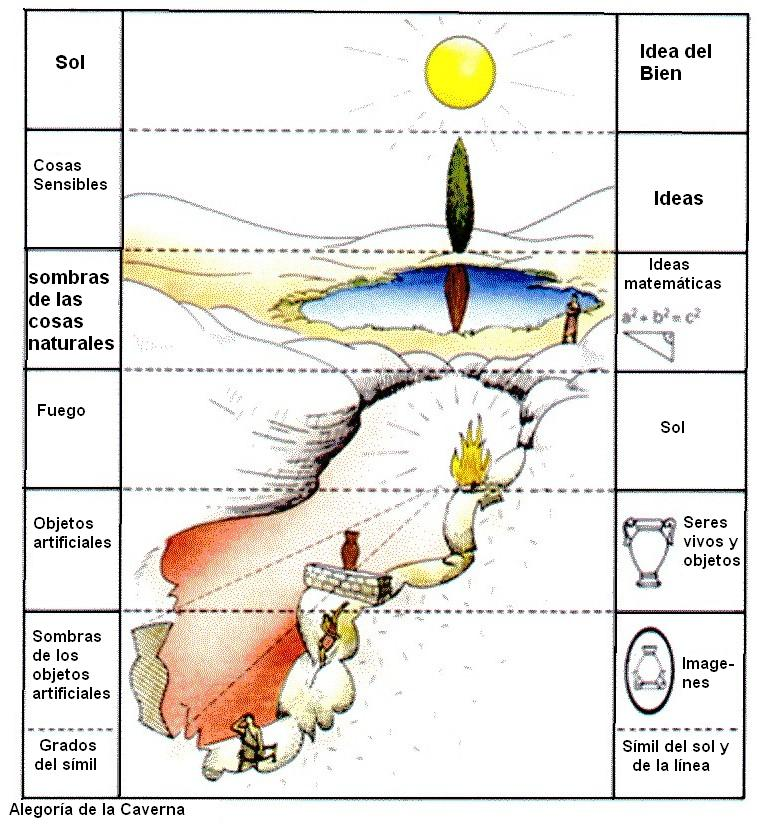 Sol
Idea del
Bien
Cosas
Sensibles
Ideas
sombras
de las
cosas
naturales
Ideas
matemáticas
a² + b² = c²
Fuego
Sol
Objetos
artificiales
Seres
vivos y
objetos
Sombras
de los
objetos
artificiales
Image-
nes
Grados
del símil
Símil del sol y
de la línea
Alegoría de la Caverna